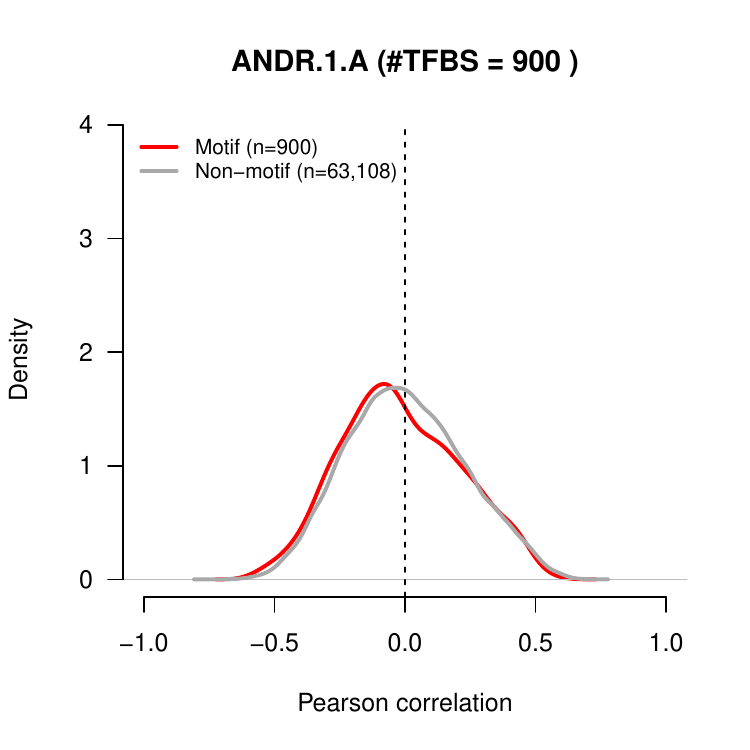 ANDR.1.A (#TFBS = 900 )
Motif (n=900)
Non−motif (n=63,108)
4
3
2
1
0
Density
−1.0 −0.5 0.0 0.5 1.0
Pearson correlation